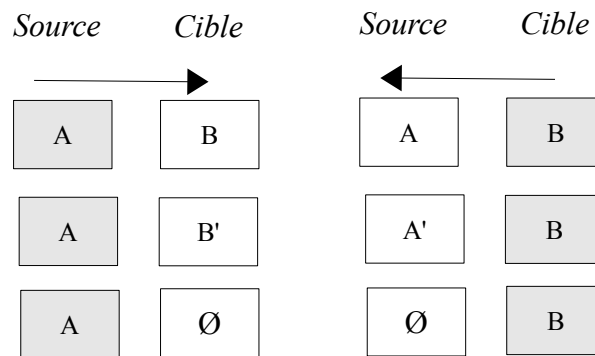 Source Cible Source Cible
A B A B
A B' A' B
A Ø Ø B